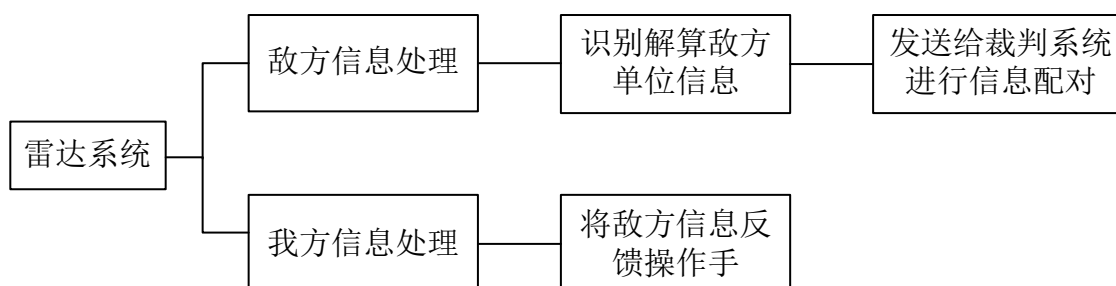 雷达系统
敌方信息处理
识别解算敌方
单位信息
发送给裁判系统
进行信息配对
我方信息处理
将敌方信息反
馈操作手